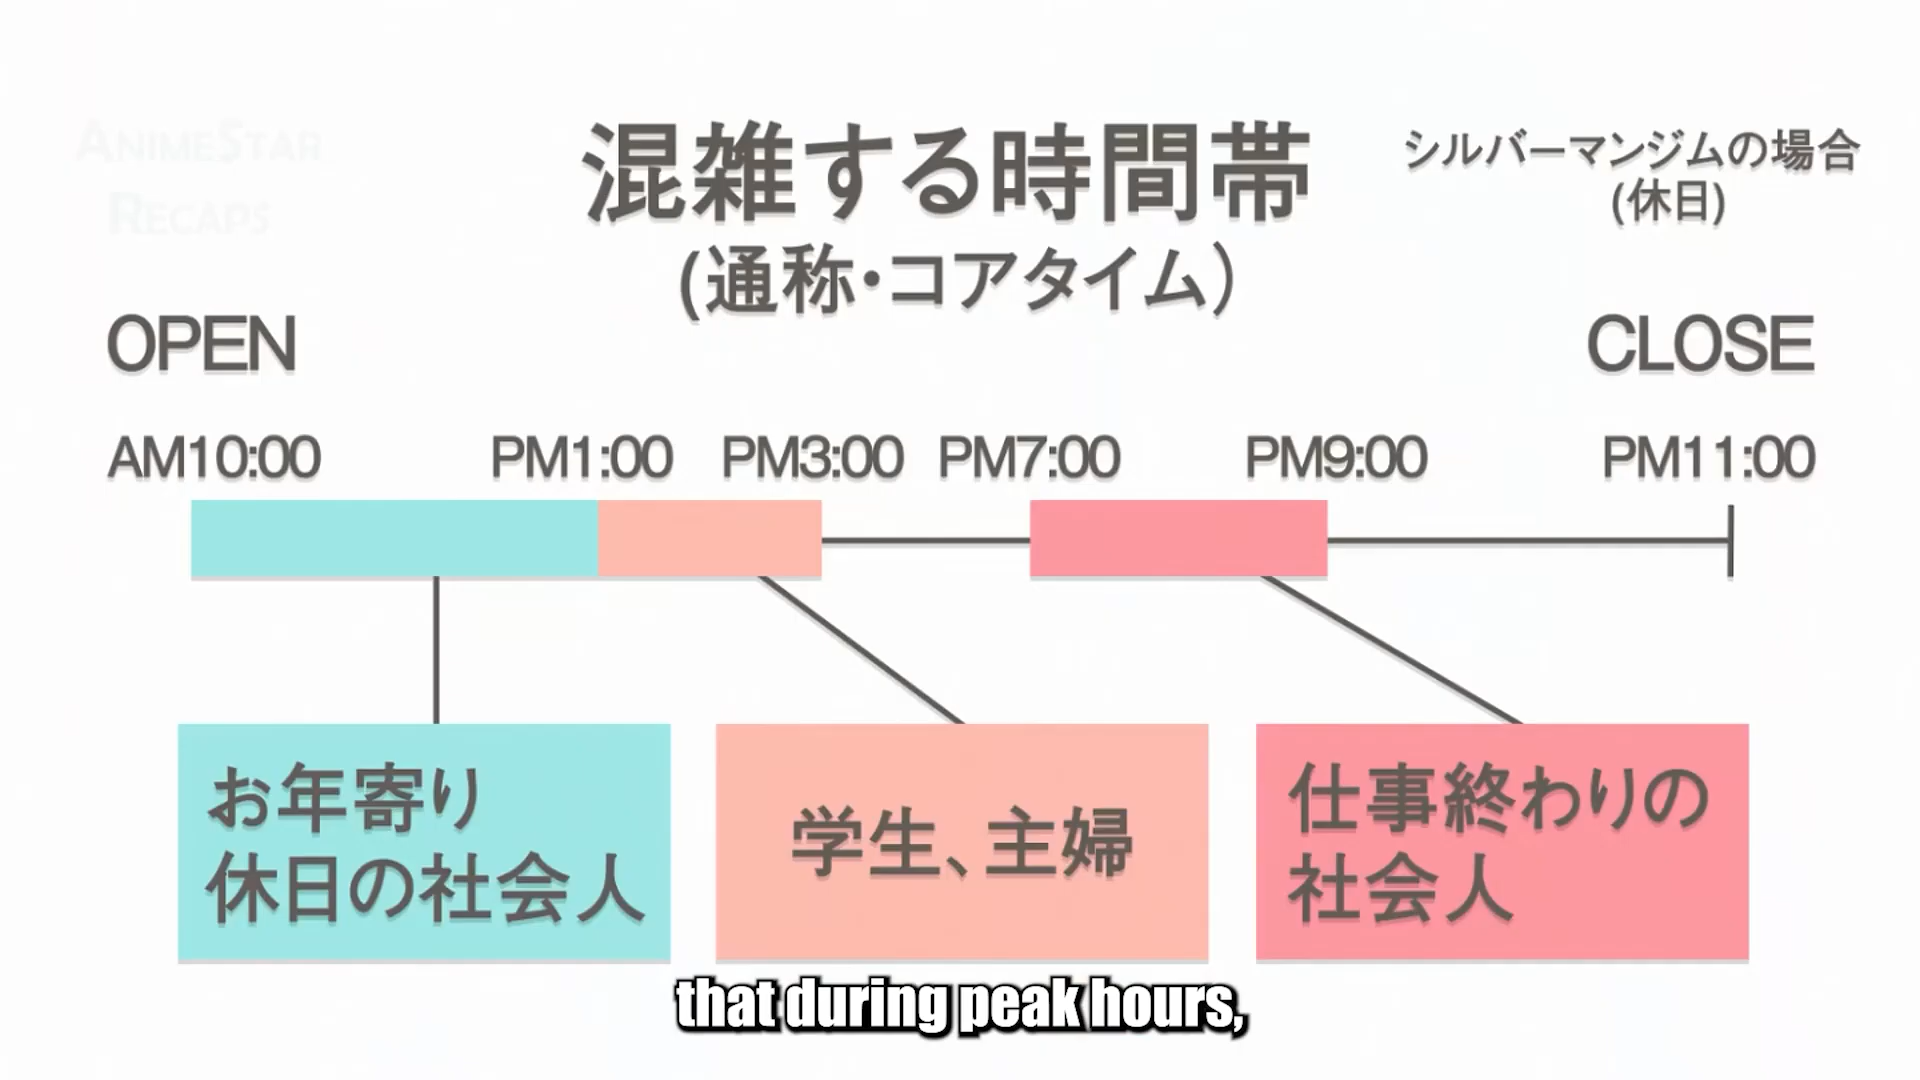 ANIMESTAR
RECAPS
混雑する時間帯
(通称・コアタイム)
シルバーマンジムの場合
(休日)
OPEN
CLOSE
AM10:00 PM1:00 PM3:00 PM7:00 PM9:00 PM11:00
お年寄り
休日の社会人
学生、主婦
仕事終わりの
社会人
that during peak hours,